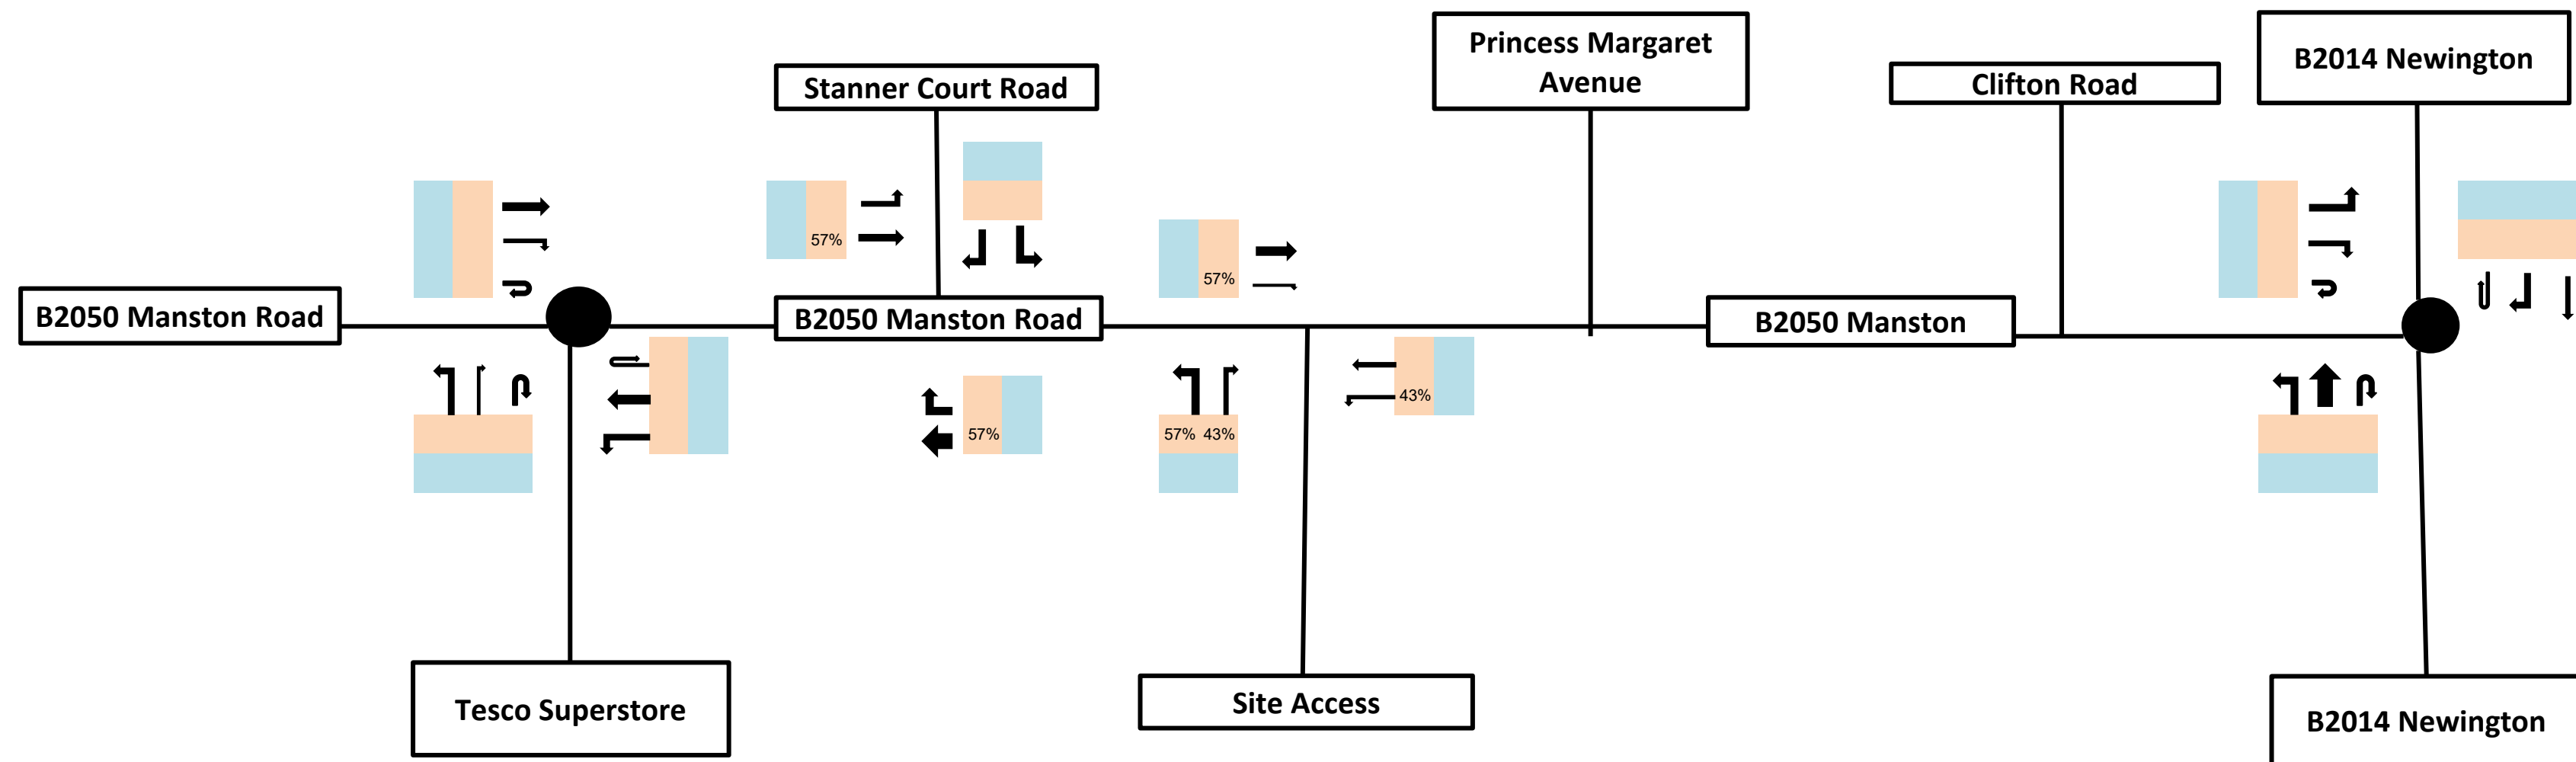 Princess Margaret
Avenue
B2014 Newington
Stanner Court Road
Clifton Road
57%
57%
B2050 Manston Road
B2050 Manston Road
B2050 Manston
57%
57% 43%
43%
Tesco Superstore
Site Access
B2014 Newington